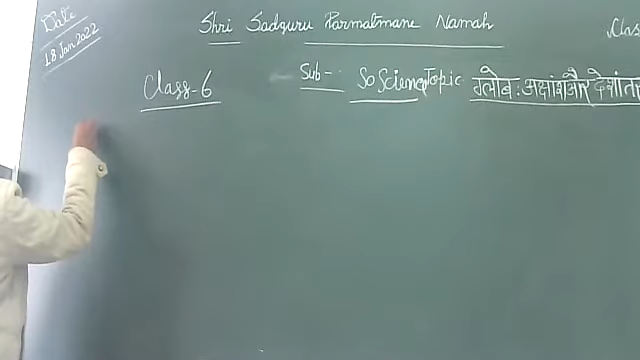 Date
18 Jan 2022
Shri Sadguru Parmatmane Namah
Class-6
Sub-
So Science
Topic
ग्लोब : अक्षांश और देशांतर